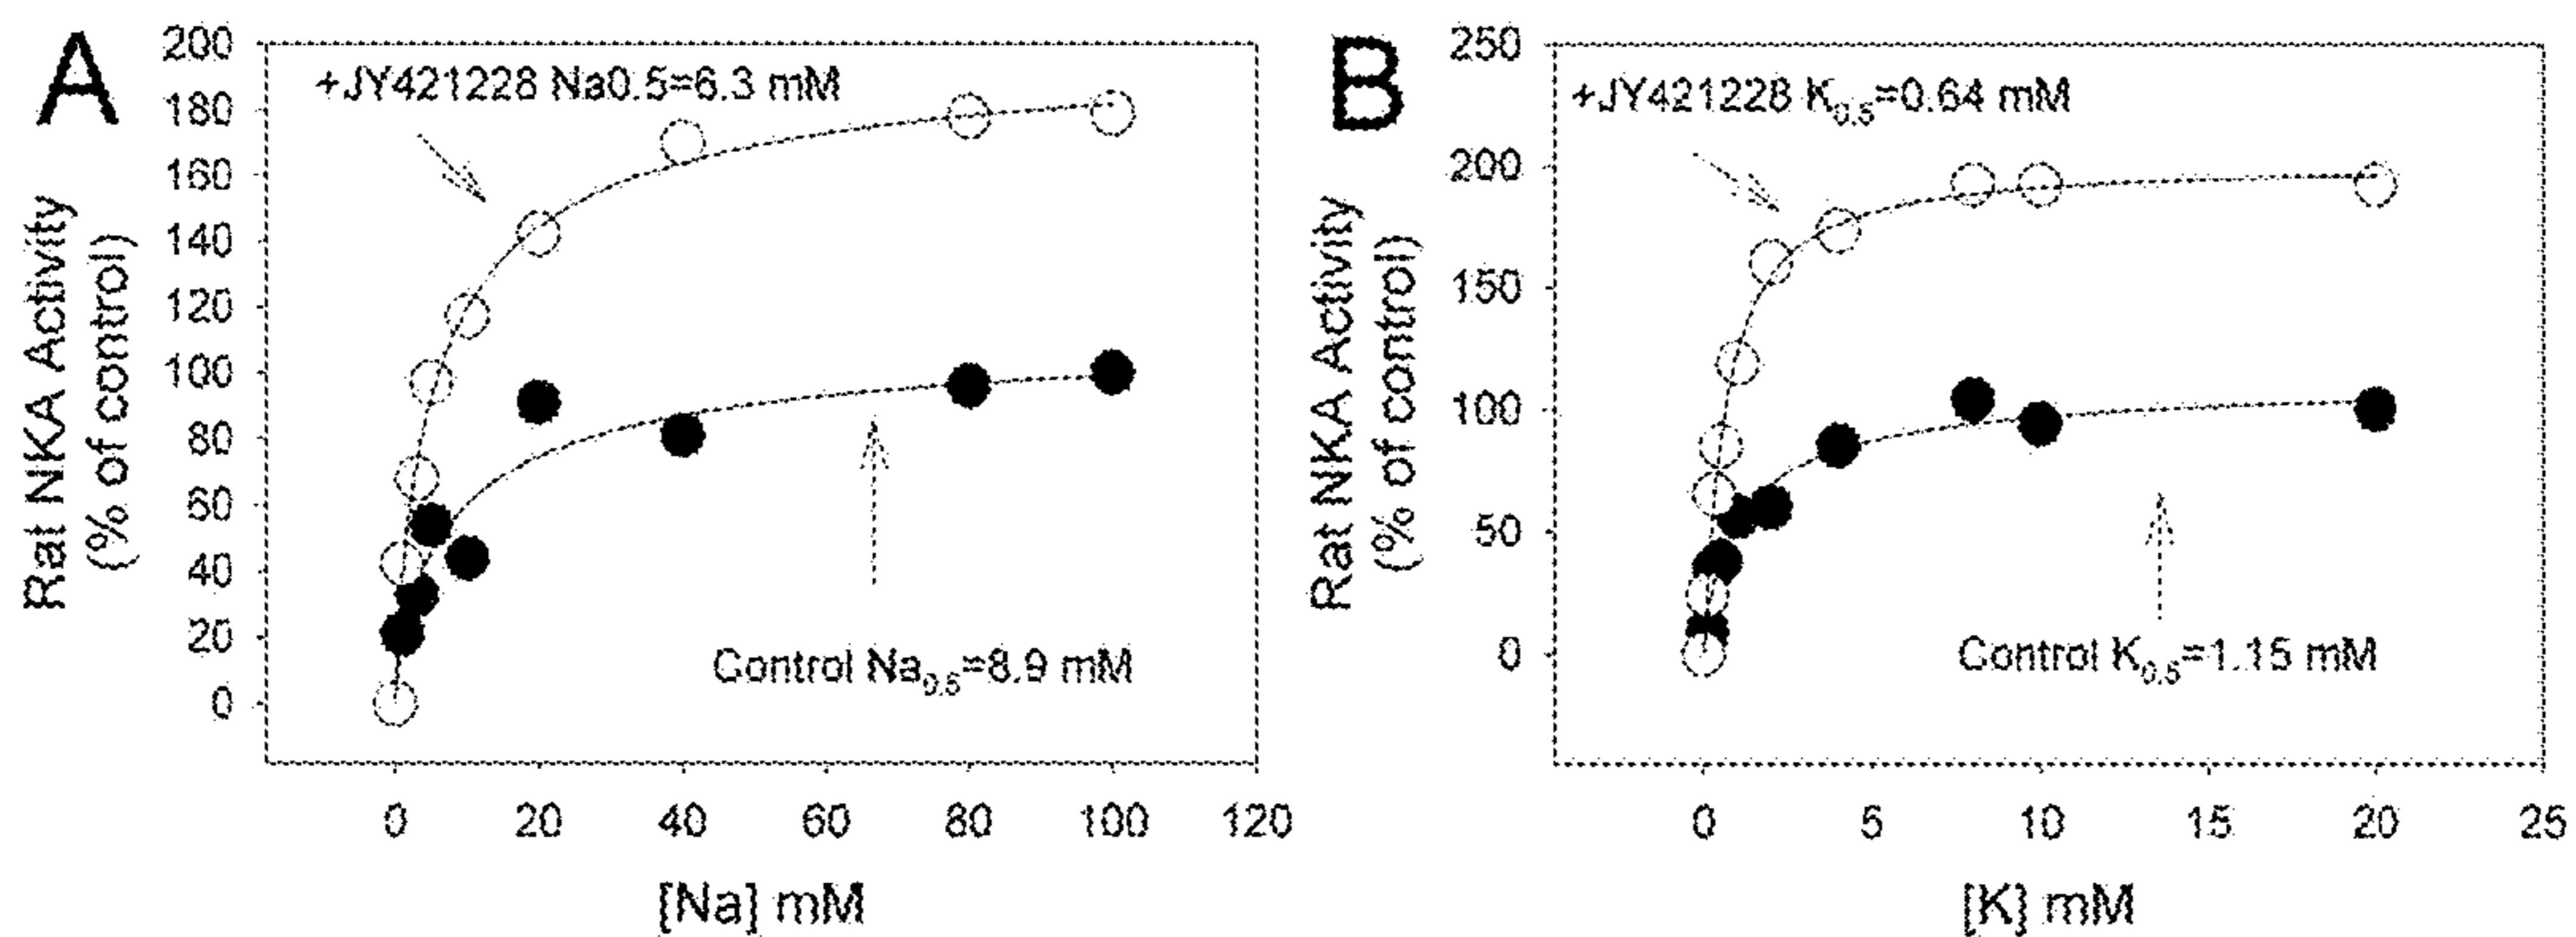 A
200
180
160
140
120
100
80
60
40
20
0
Rat NKA Activity
(% of control)
+JY421228 Na0.5=6.3 mM
Control Na0.5=8.9 mM
0 20 40 60 80 100 120
[Na] mM
B
250
200
150
100
50
0
Rat NKA Activity
(% of control)
+JY421228 K0.5=0.64 mM
Control K0.5=1.15 mM
0 5 10 15 20 25
[K] mM